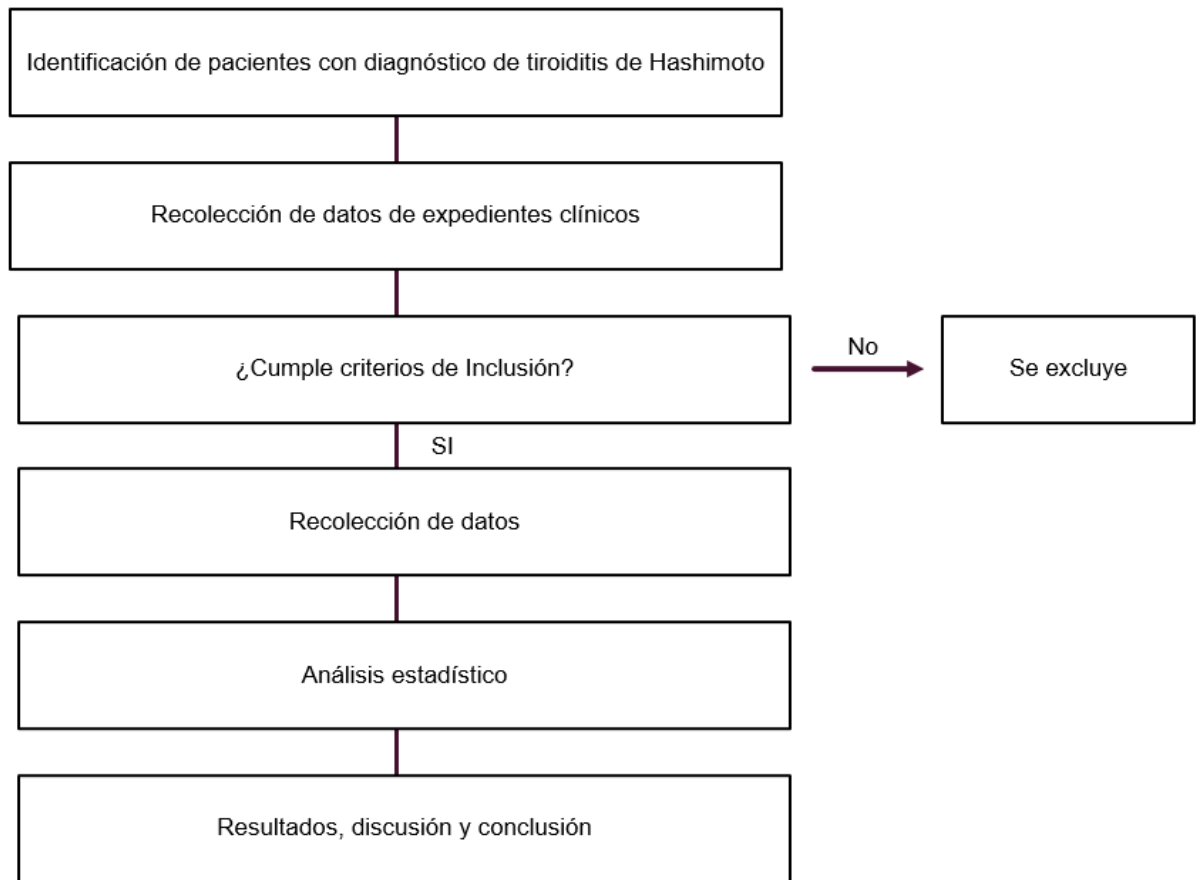 Identificación de pacientes con diagnóstico de tiroiditis de Hashimoto
Recolección de datos de expedientes clínicos
¿Cumple criterios de Inclusión?
No
Se excluye
SI
Recolección de datos
Análisis estadístico
Resultados, discusión y conclusión